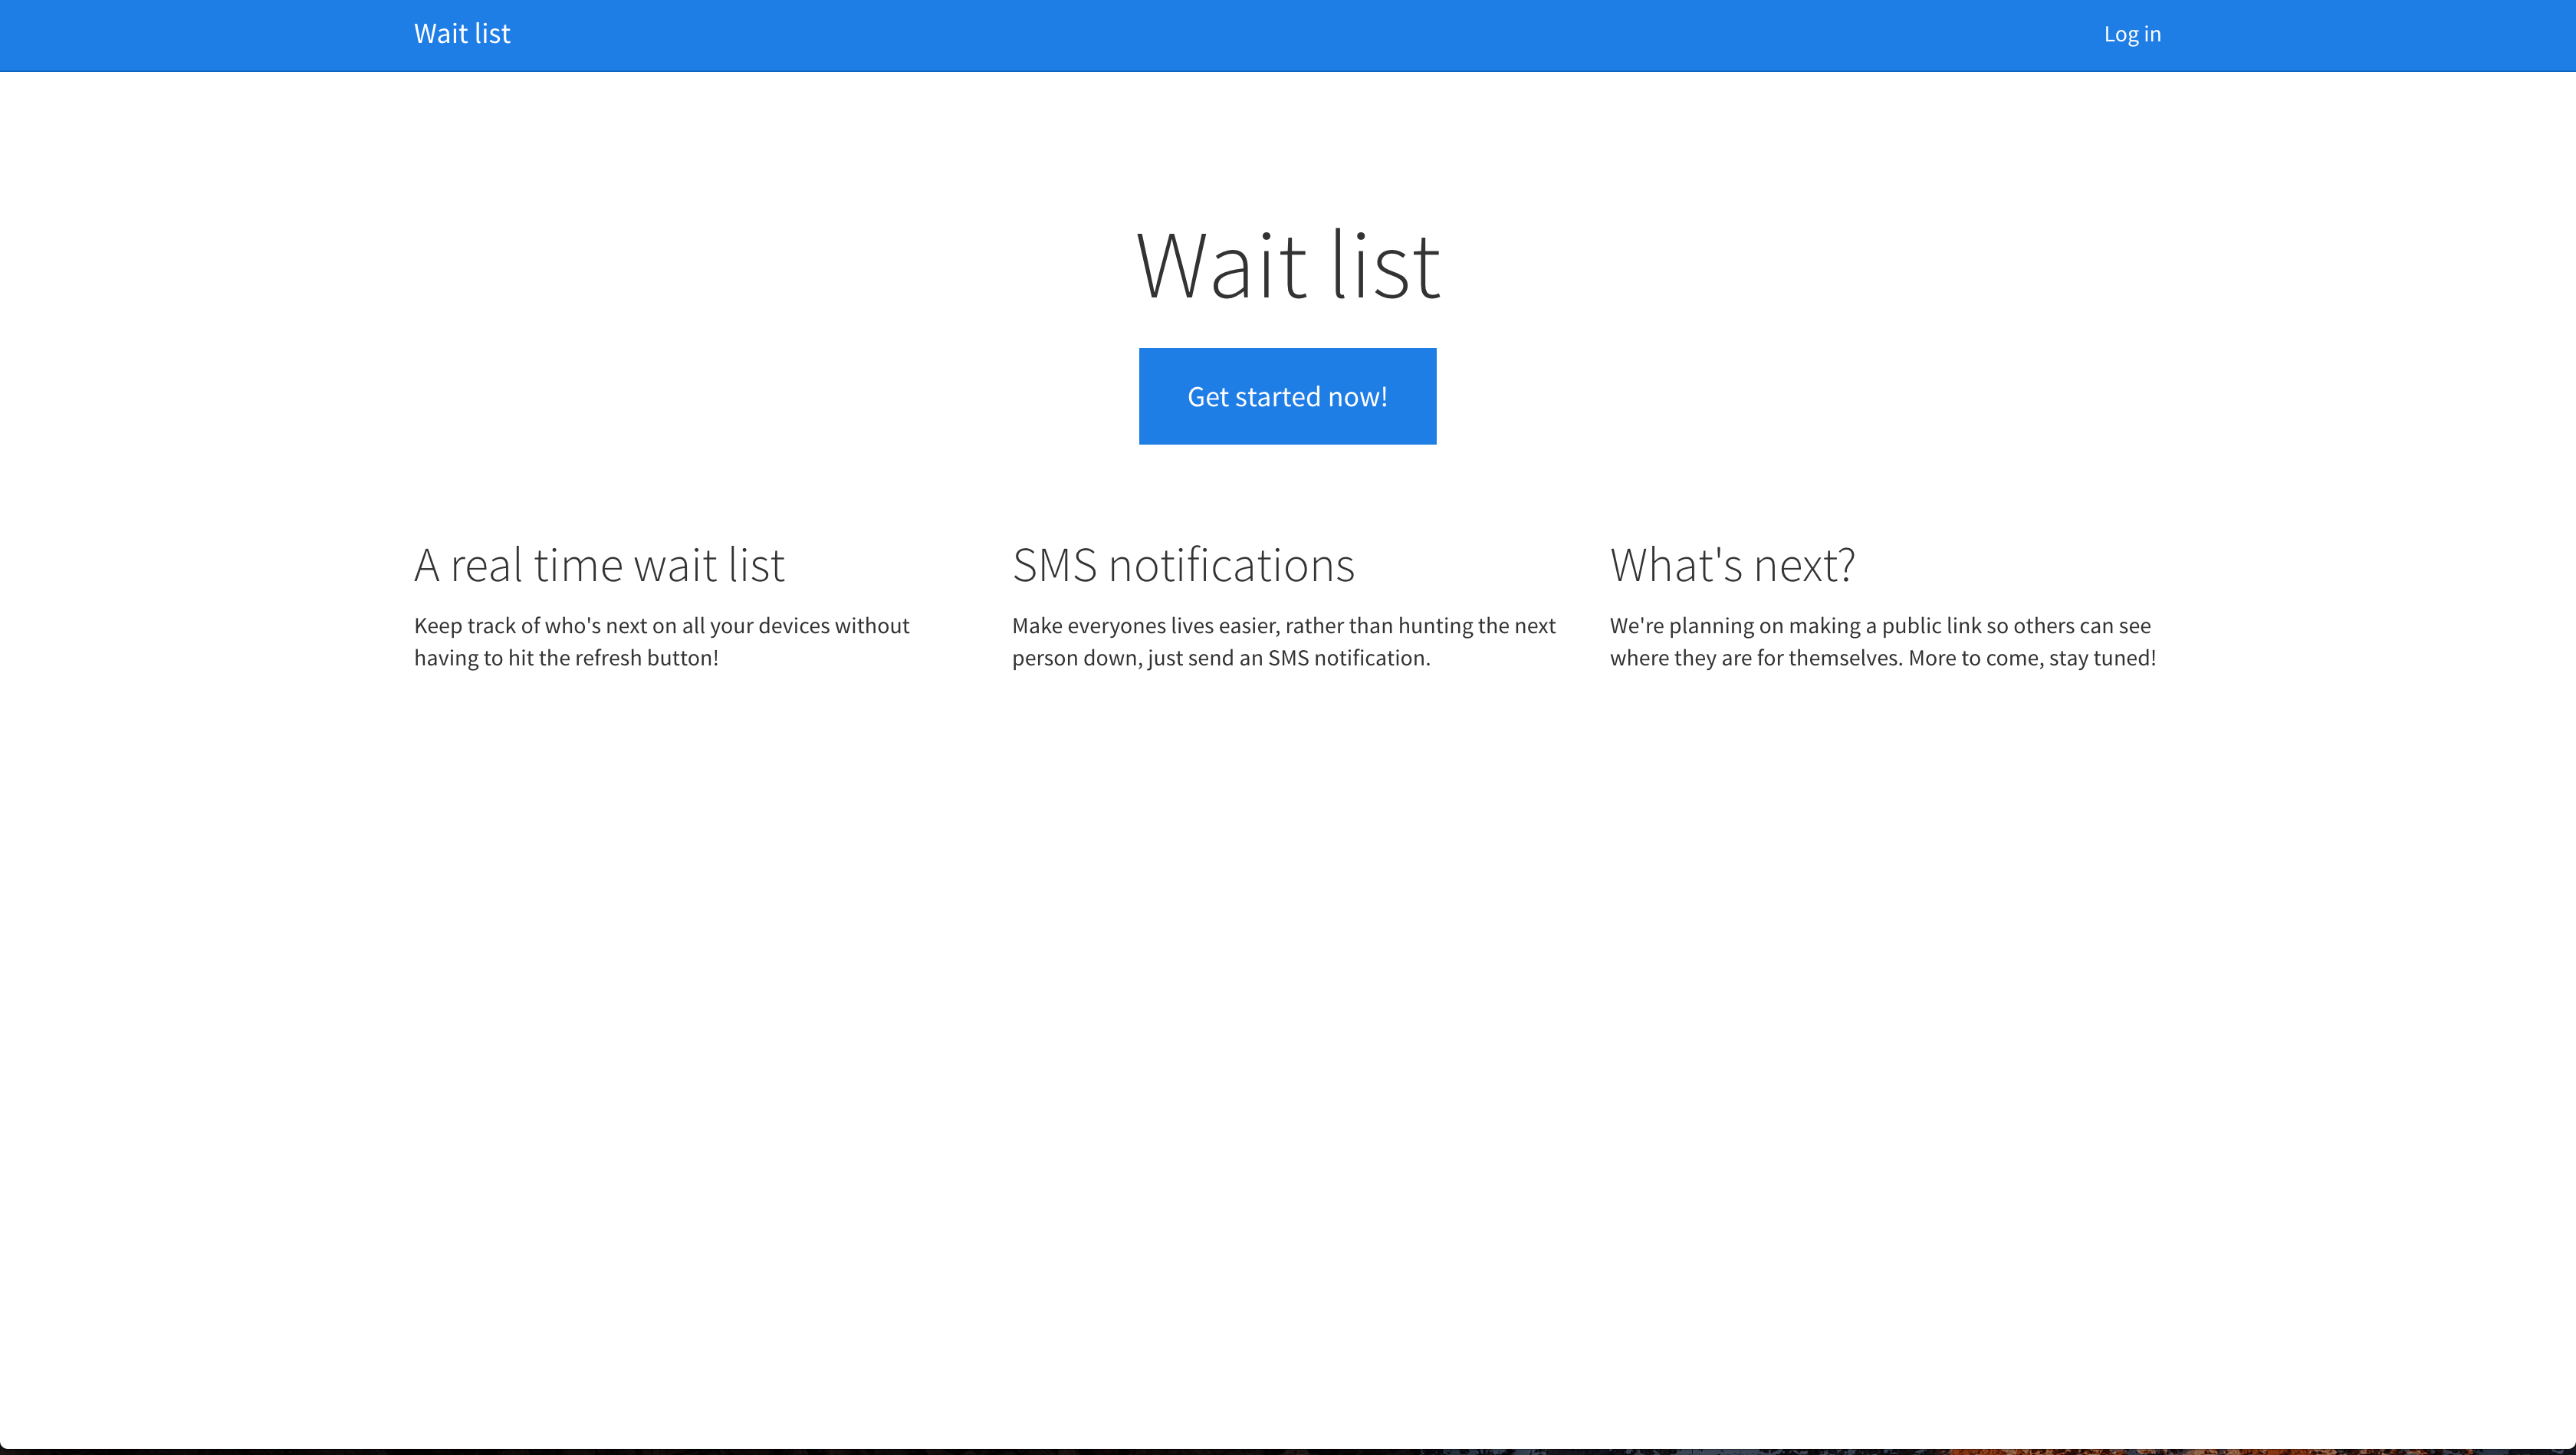 Wait list
Log in
Wait list
Get started now!
A real time wait list
Keep track of who's next on all your devices without
having to hit the refresh button!
SMS notifications
Make everyones lives easier, rather than hunting the next
person down, just send an SMS notification.
What's next?
We're planning on making a public link so others can see
where they are for themselves. More to come, stay tuned!